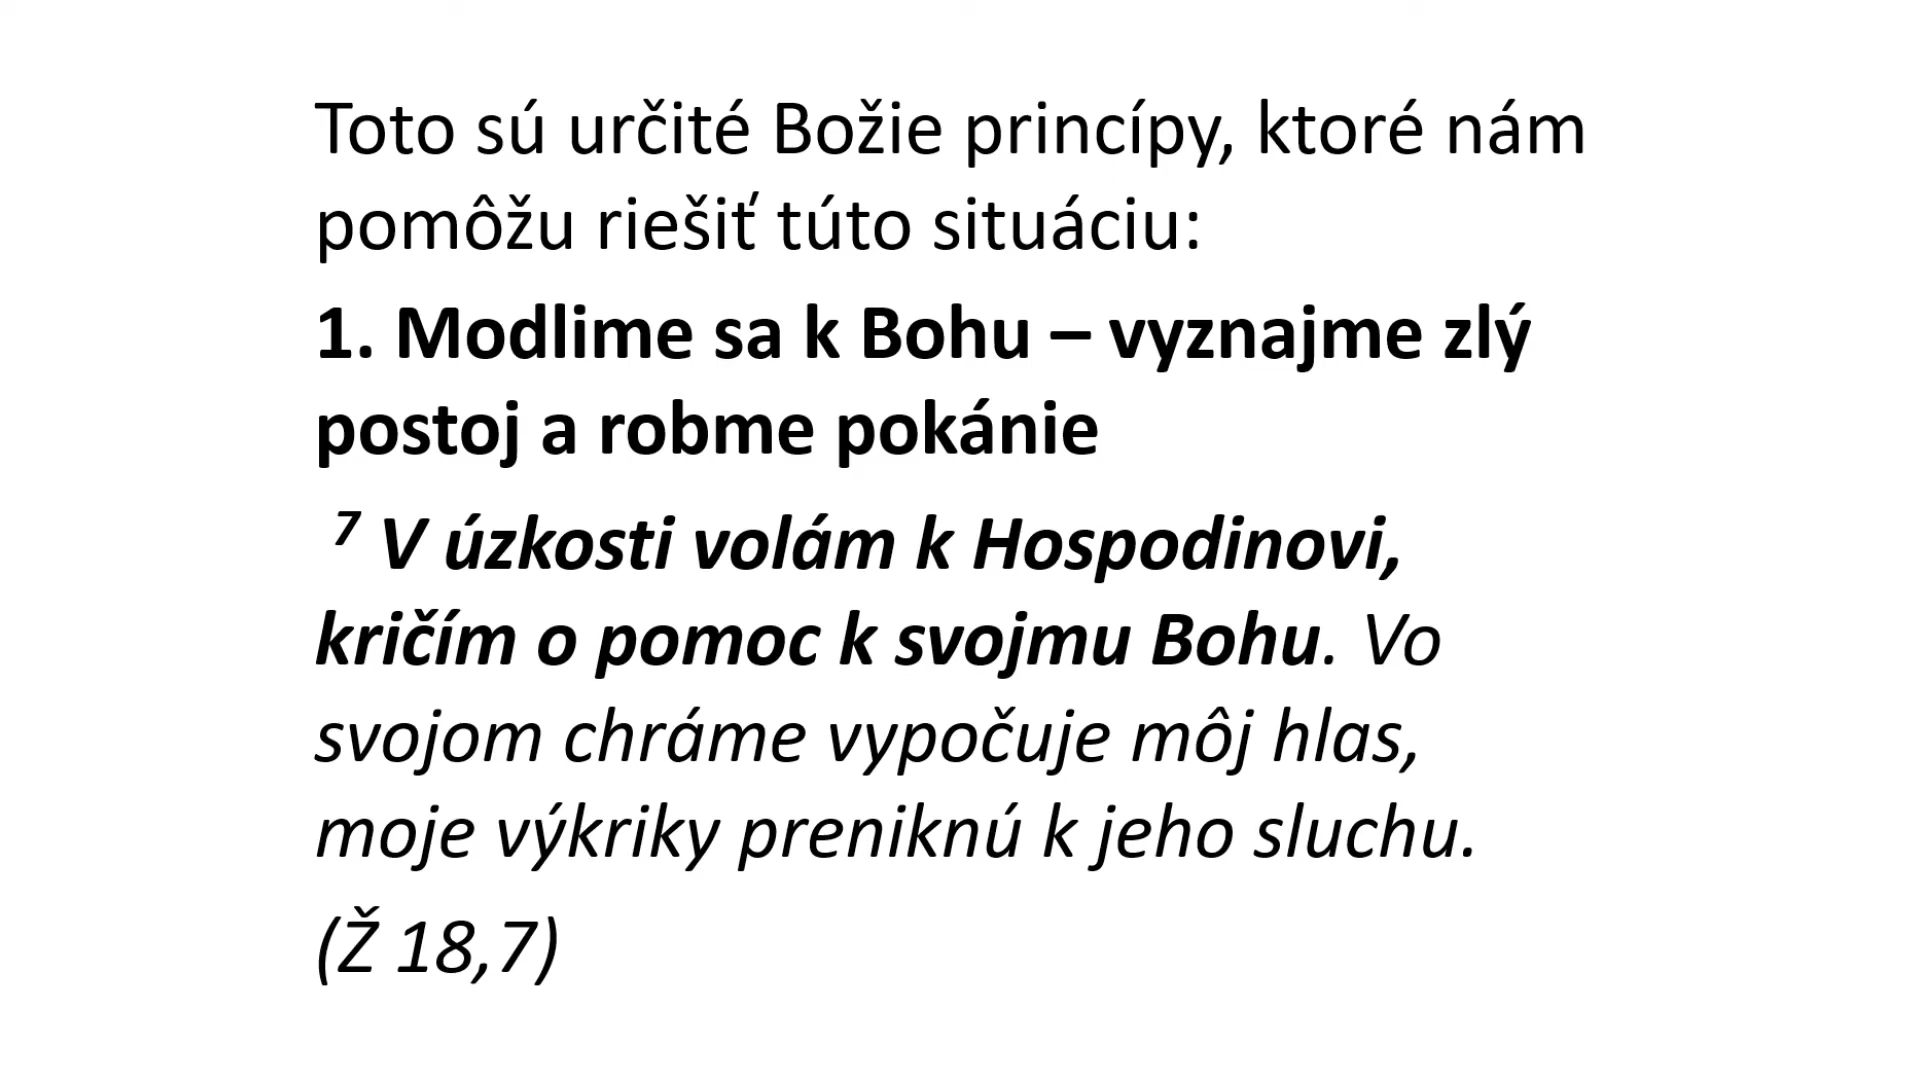 Toto sú určité Božie princípy, ktoré nám
pomôžu riešiť túto situáciu:
1. Modlime sa k Bohu – vyznajme zlý
postoj a robme pokánie
7 V úzkosti volám k Hospodinovi,
kričím o pomoc k svojmu Bohu. Vo
svojom chráme vypočuje môj hlas,
moje výkriky preniknú k jeho sluchu.
(Ž 18,7)